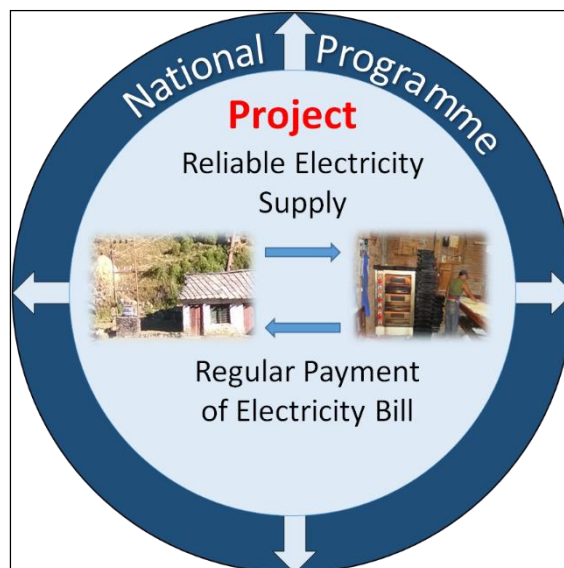 National Programme
Project
Reliable Electricity
Supply
Regular Payment
of Electricity Bill